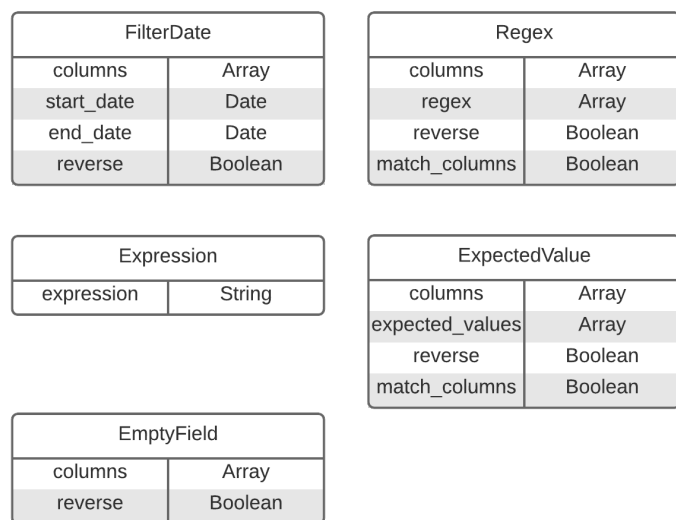 FilterDate
columns Array
start_date Date
end_date Date
reverse Boolean
Regex
columns Array
regex Array
reverse Boolean
match_columns Boolean
Expression
expression String
ExpectedValue
columns Array
expected_values Array
reverse Boolean
match_columns Boolean
EmptyField
columns Array
reverse Boolean